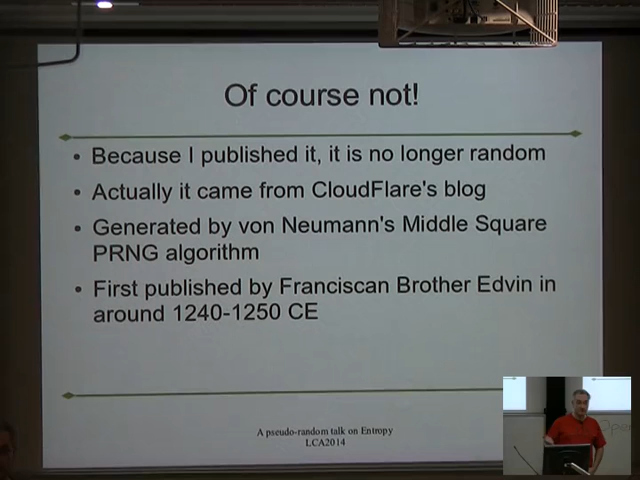 Of course not!
• Because I published it, it is no longer random
• Actually it came from CloudFlare's blog
• Generated by von Neumann's Middle Square
PRNG algorithm
• First published by Franciscan Brother Edvin in
around 1240-1250 CE
A pseudo-random talk on Entropy
LCA2014
Open